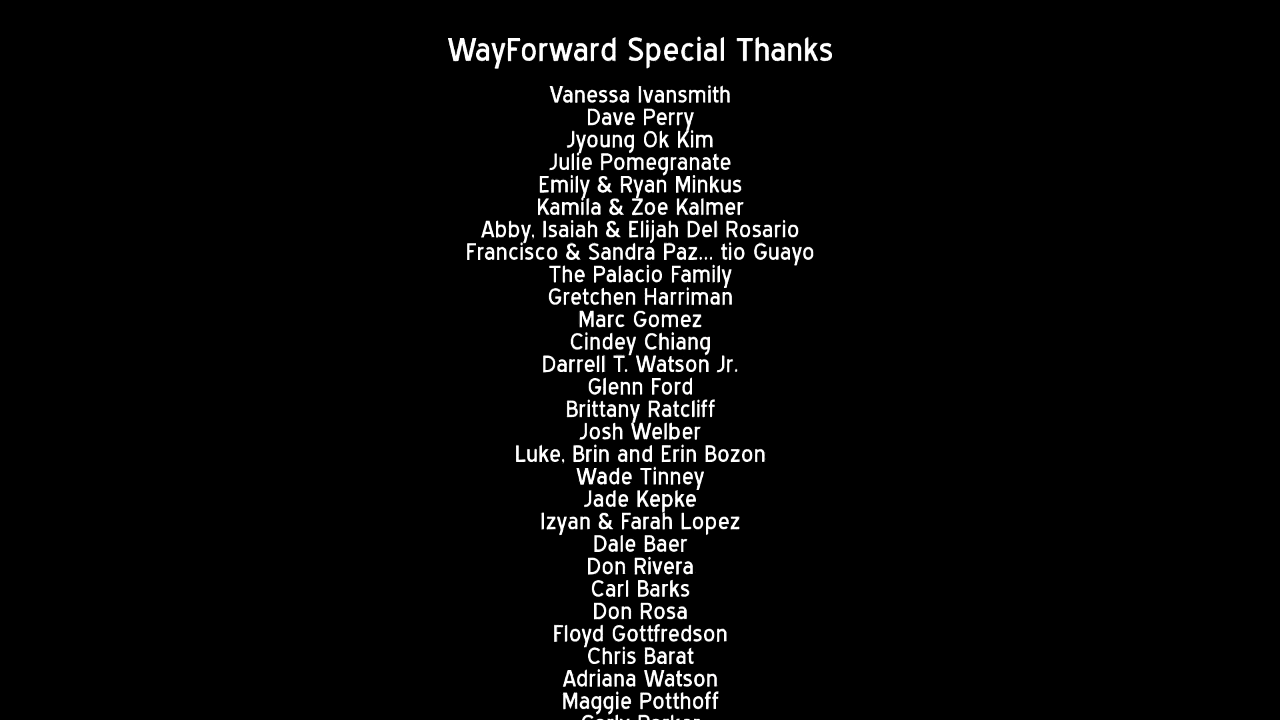 WayForward Special Thanks
Vanessa Ivansmith
Dave Perry
Jyoung Ok Kim
Julie Pomegranate
Emily & Ryan Minkus
Kamila & Zoe Kalmer
Abby, Isaiah & Elijah Del Rosario
Francisco & Sandra Paz... tio Guayo
The Palacio Family
Gretchen Harriman
Marc Gomez
Cindey Chiang
Darrell T. Watson Jr.
Glenn Ford
Brittany Ratcliff
Josh Welber
Luke, Brin and Erin Bozon
Wade Tinney
Jade Kepke
Izyan & Farah Lopez
Dale Baer
Don Rivera
Carl Barks
Don Rosa
Floyd Gottfredson
Chris Barat
Adriana Watson
Maggie Potthoff